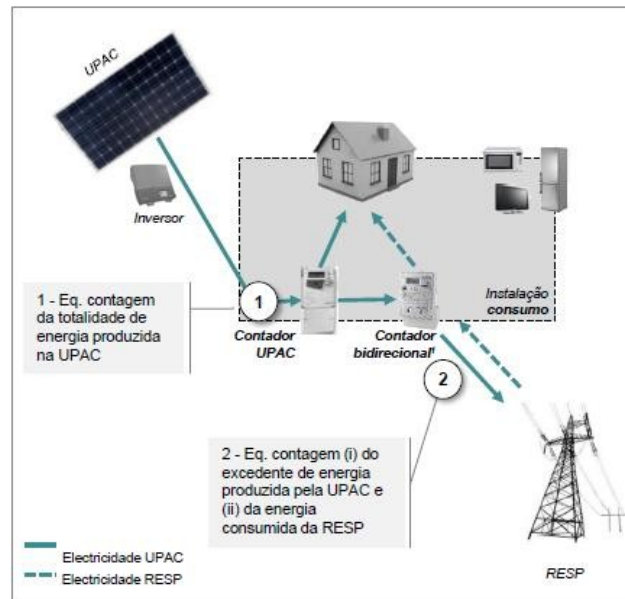 UPAC
Inversor
1 - Eq. contagem
da totalidade de
energia produzida
na UPAC
1
Contador
UPAC
Contador
bidirecional¹
Instalação
consumo
2
2 - Eq. contagem (i) do
excedente de energia
produzida pela UPAC e
(ii) da energia
consumida da RESP
Electricidade UPAC
Electricidade RESP
RESP